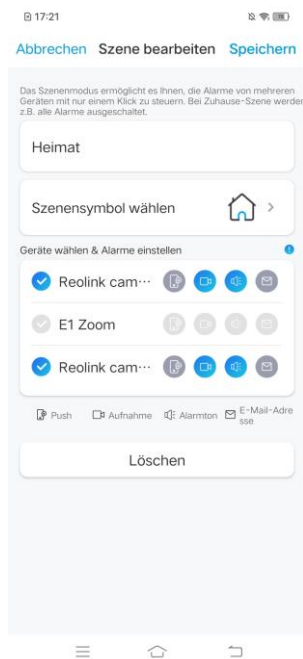 17:21
Abbrechen Szene bearbeiten Speichern
Das Szenenmodus ermöglicht es Ihnen, die Alarme von mehreren
Geräten mit nur einem Klick zu steuern. Bei Zuhause-Szene werde
z.B. alle Alarme ausgeschaltet.
Heimat
Szenensymbol wählen
Geräte wählen & Alarme einstellen
Reolink cam···
E1 Zoom
Reolink cam···
Push Aufnahme Alarmton E-Mail-Adre
sse
Löschen